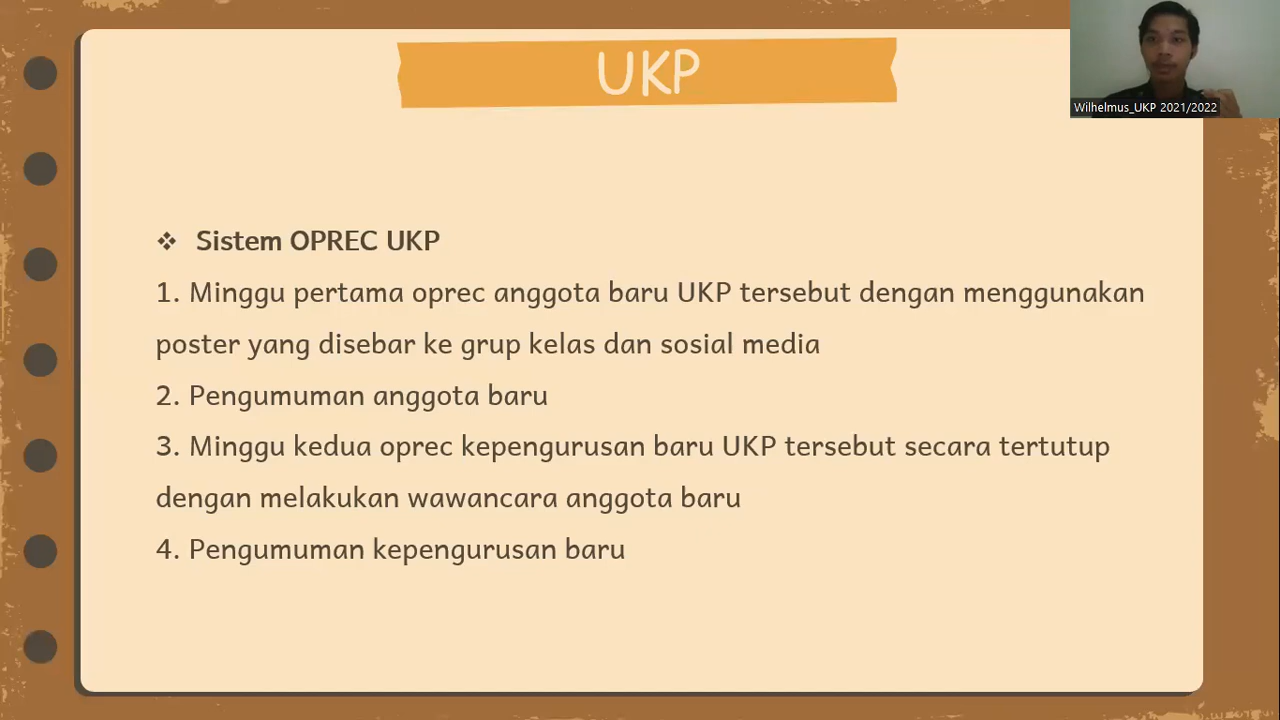 UKP
Wilhelmus_UKP 2021/2022
❖ Sistem OPREC UKP
1. Minggu pertama oprec anggota baru UKP tersebut dengan menggunakan
poster yang disebar ke grup kelas dan sosial media
2. Pengumuman anggota baru
3. Minggu kedua oprec kepengurusan baru UKP tersebut secara tertutup
dengan melakukan wawancara anggota baru
4. Pengumuman kepengurusan baru